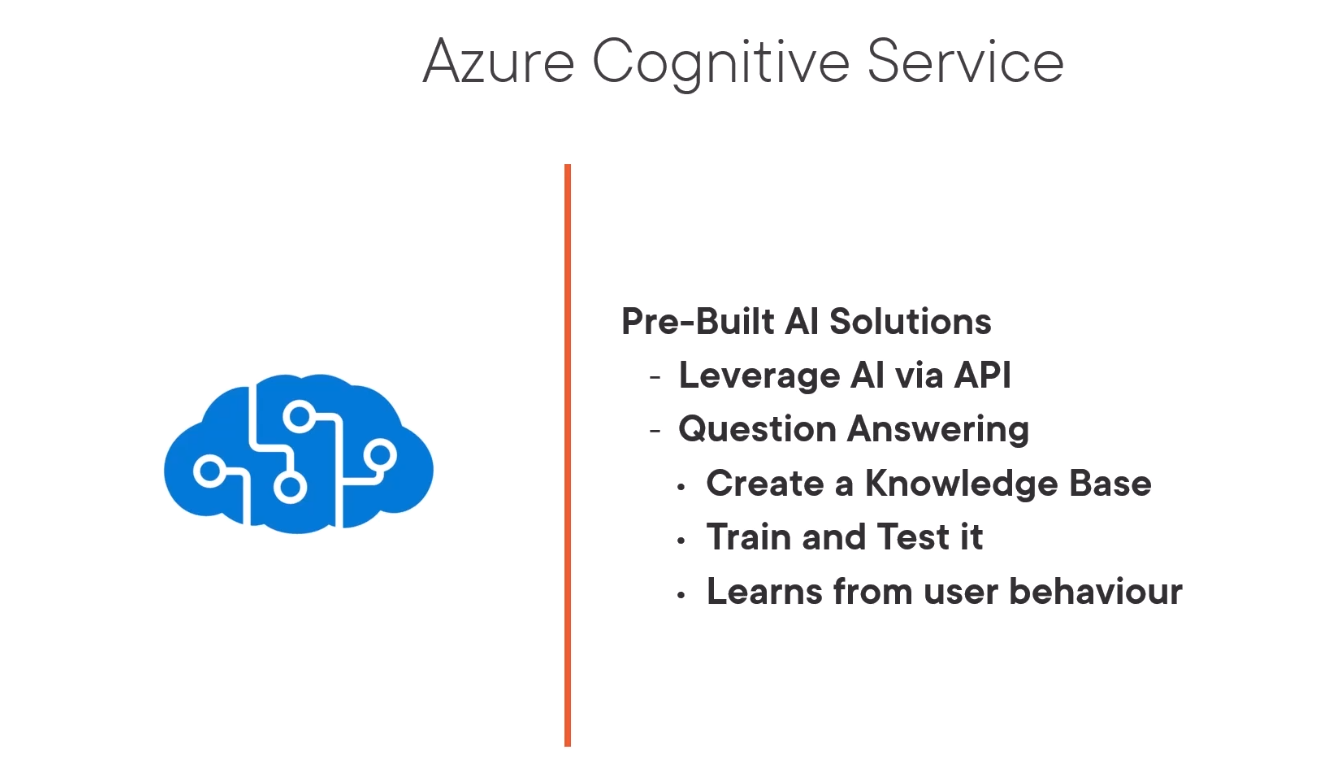 Azure Cognitive Service
Pre-Built AI Solutions
- Leverage AI via API
- Question Answering
• Create a Knowledge Base
• Train and Test it
• Learns from user behaviour